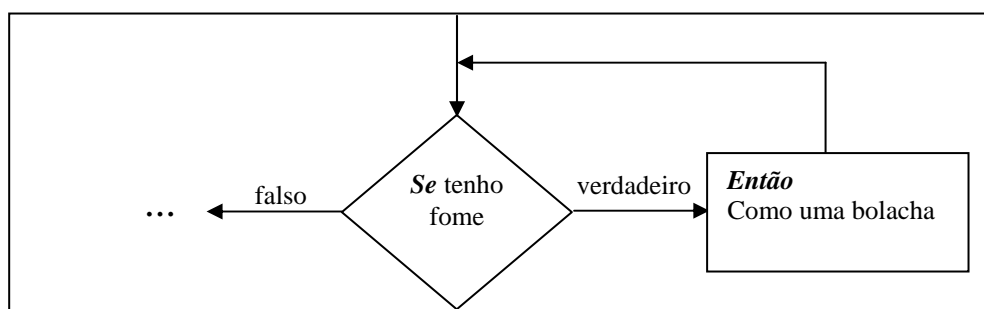 Se tenho
fome
falso
...
verdadeiro
Então
Como uma bolacha